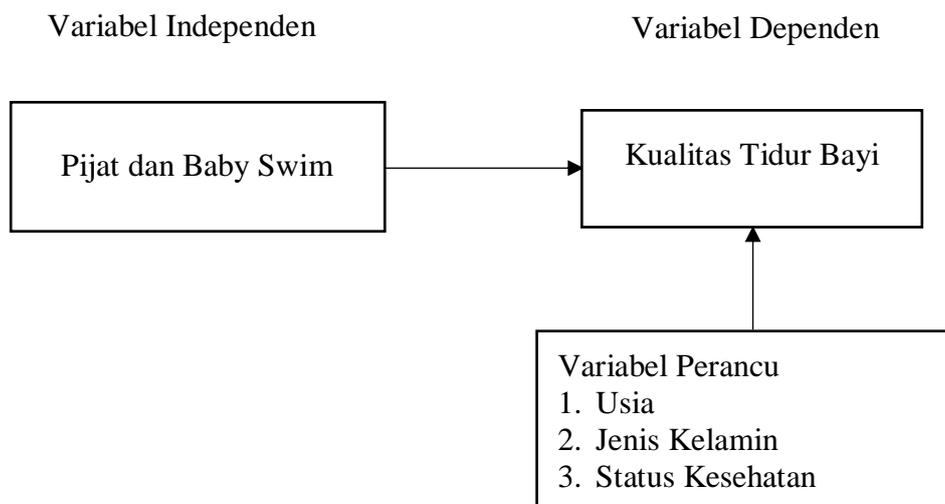 Variabel Independen
Variabel Dependen
Pijat dan Baby Swim
Kualitas Tidur Bayi
Variabel Perancu
1. Usia
2. Jenis Kelamin
3. Status Kesehatan